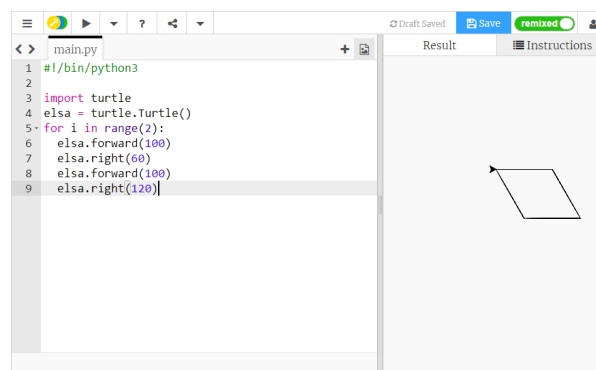 ?
Draft Saved
Save
remixed
main.py
+
Result
Instructions
1 #!/bin/python3
2
3 import turtle
4 elsa = turtle.Turtle()
5 for i in range(2):
6 elsa.forward(100)
7 elsa.right(60)
8 elsa.forward(100)
9 elsa.right(120)